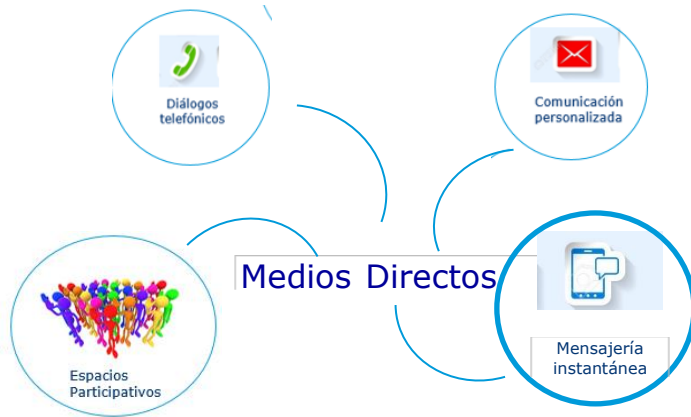 Diálogos
telefónicos
Comunicación
personalizada
Medios Directos
Mensajería
instantánea
Espacios
Participativos